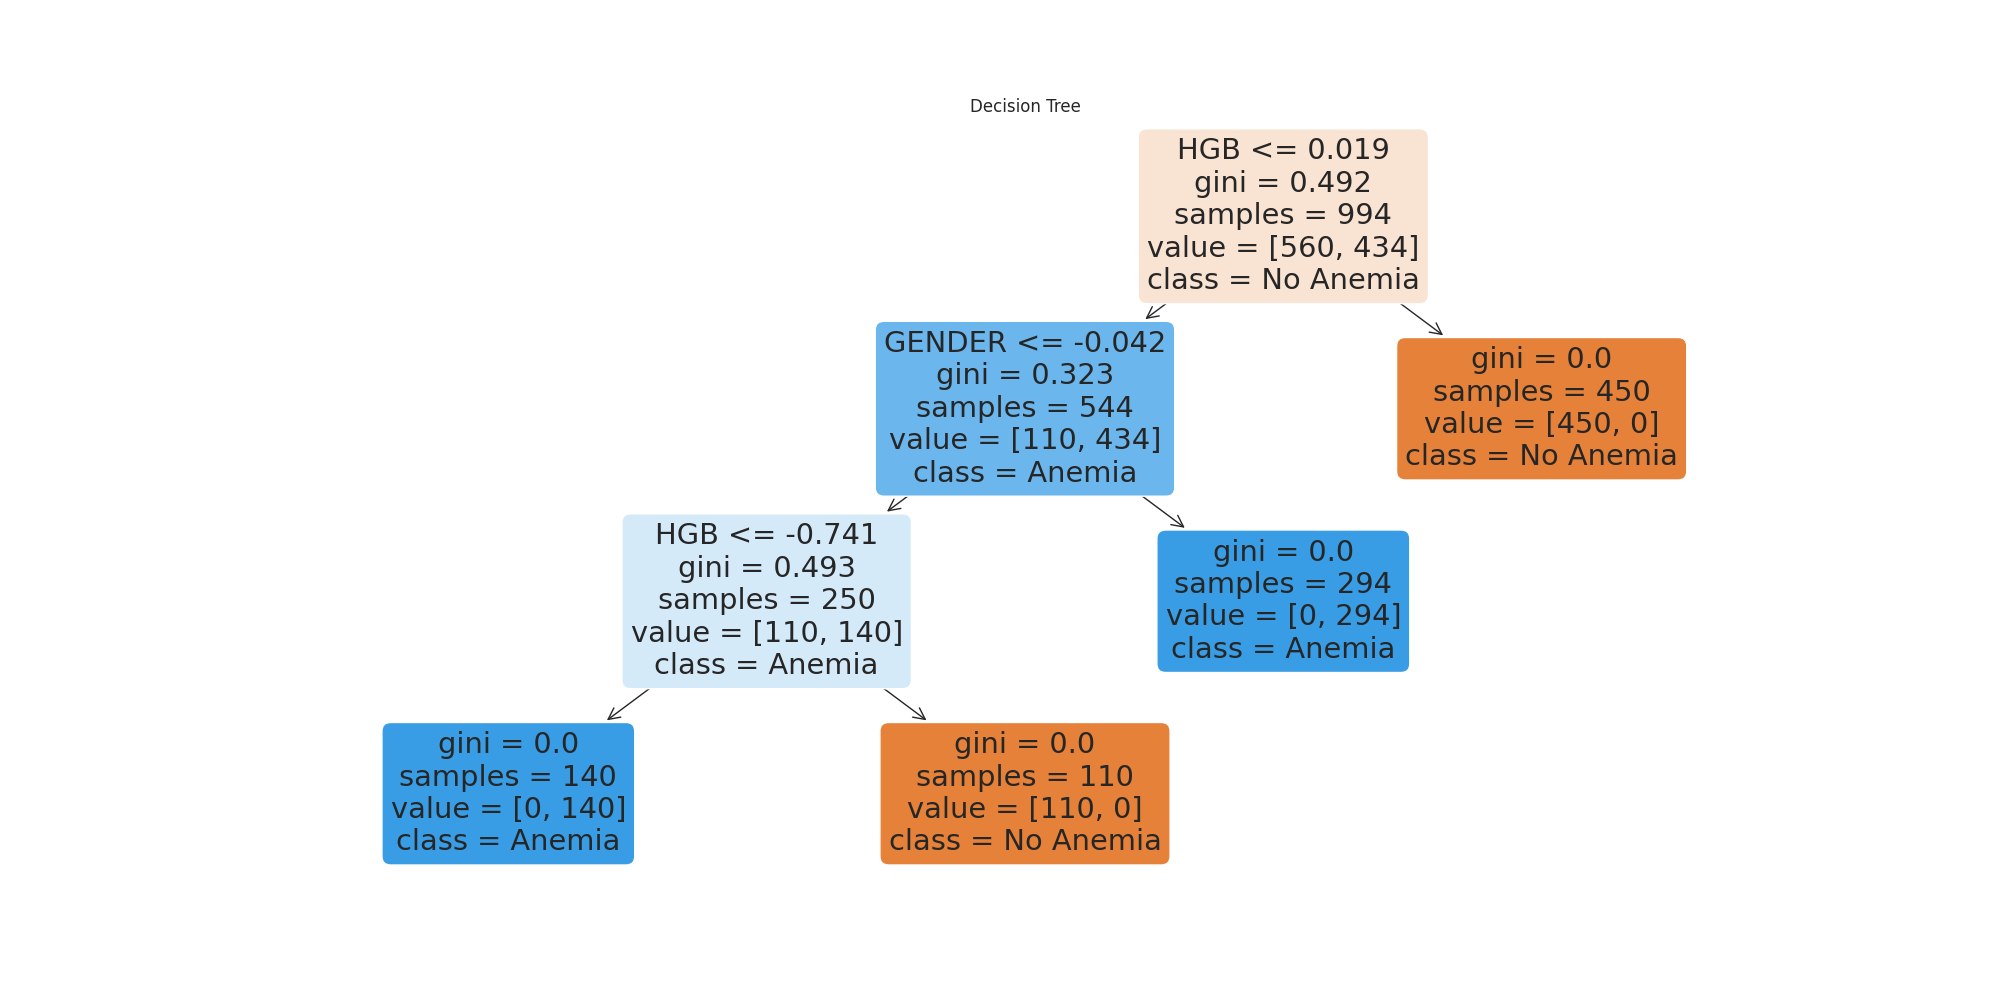 Decision Tree
HGB <= 0.019
gini = 0.492
samples = 994
value = [560, 434]
class = No Anemia
GENDER <= -0.042
gini = 0.323
samples = 544
value = [110, 434]
class = Anemia
gini = 0.0
samples = 450
value = [450, 0]
class = No Anemia
HGB <= -0.741
gini = 0.493
samples = 250
value = [110, 140]
class = Anemia
gini = 0.0
samples = 294
value = [0, 294]
class = Anemia
gini = 0.0
samples = 140
value = [0, 140]
class = Anemia
gini = 0.0
samples = 110
value = [110, 0]
class = No Anemia